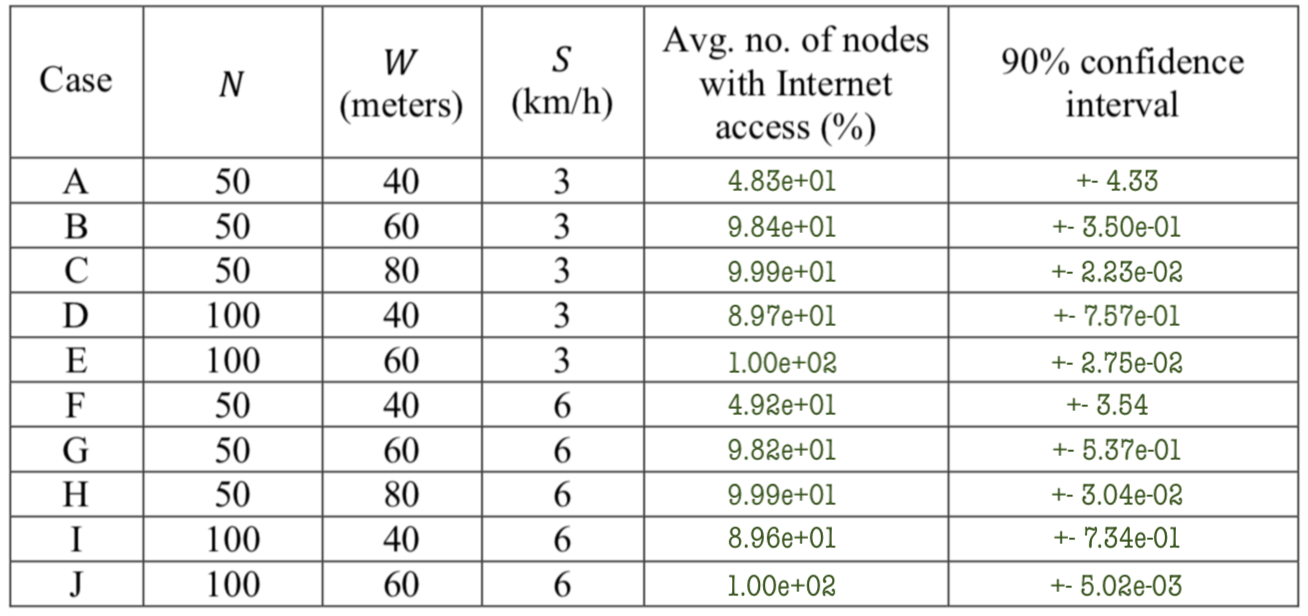 Case N W (meters) S (km/h) Avg. no. of nodes with Internet access (%) 90% confidence interval
A 50 40 3 4.83e+01 +- 4.33
B 50 60 3 9.84e+01 +- 3.50e-01
C 50 80 3 9.99e+01 +- 2.23e-02
D 100 40 3 8.97e+01 +- 7.57e-01
E 100 60 3 1.00e+02 +- 2.75e-02
F 50 40 6 4.92e+01 +- 3.54
G 50 60 6 9.82e+01 +- 5.37e-01
H 50 80 6 9.99e+01 +- 3.04e-02
I 100 40 6 8.96e+01 +- 7.34e-01
J 100 60 6 1.00e+02 +- 5.02e-03